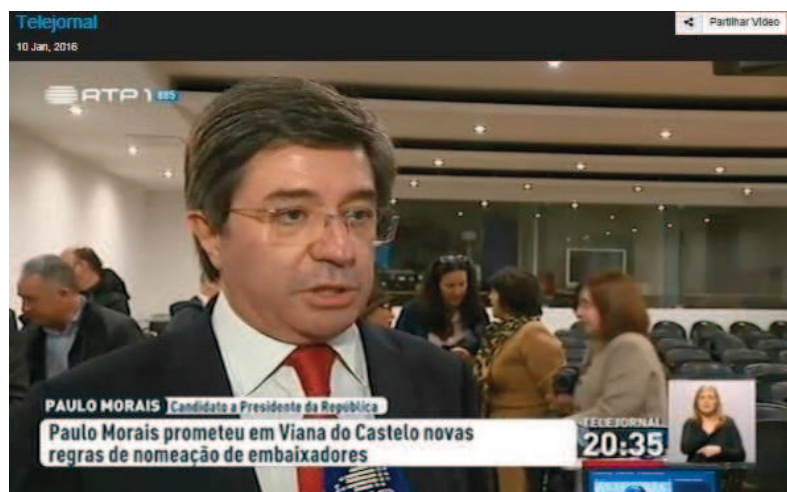 Telejornal
Partilhar Vídeo
10 Jan, 2016
RTP 1 885
PAULO MORAIS Candidato a Presidente da República
Paulo Morais prometeu em Viana do Castelo novas
regras de nomeação de embaixadores
TELEJORNAL
20:35